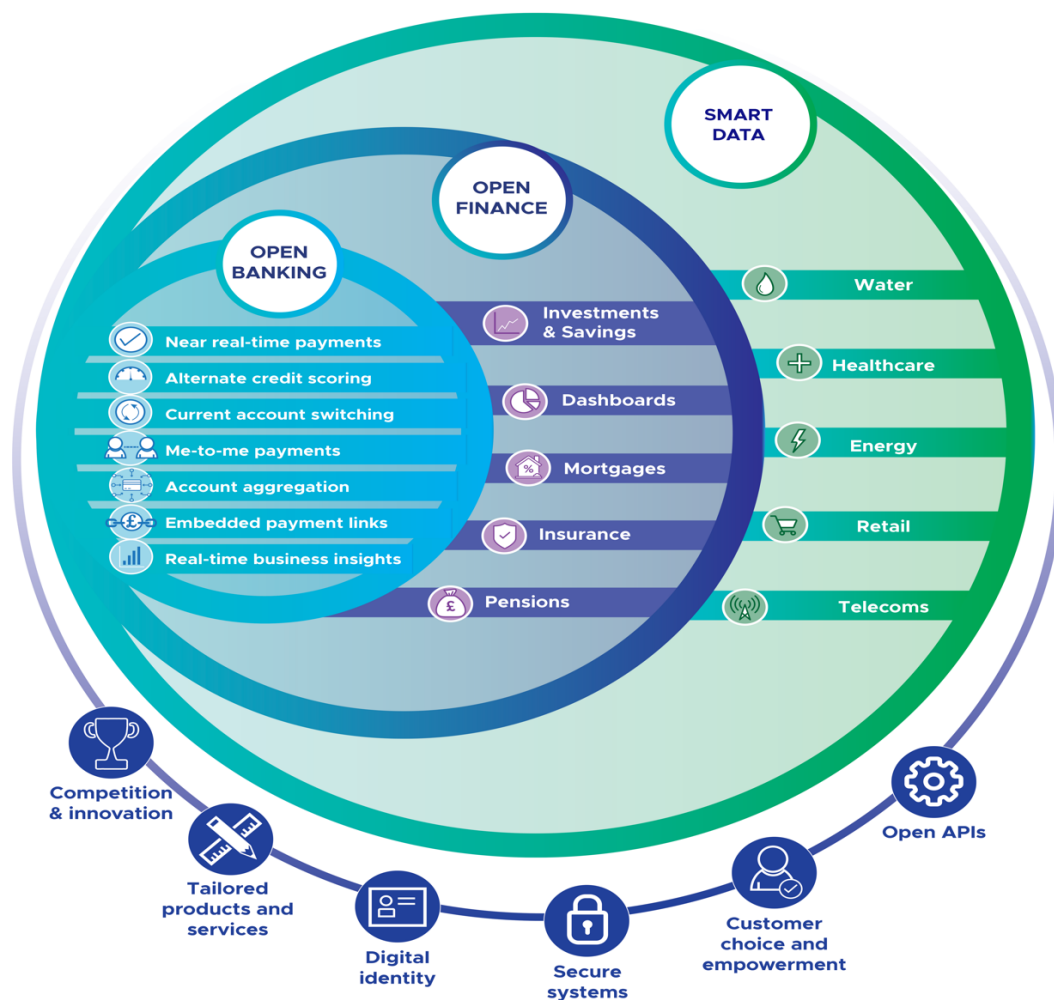 SMART
DATA
OPEN
FINANCE
OPEN
BANKING
Near real-time payments
Alternate credit scoring
Current account switching
Me-to-me payments
Account aggregation
£
Embedded payment links
Real-time business insights
Investments
& Savings
Dashboards
%
Mortgages
Insurance
£
Pensions
Water
Healthcare
Energy
Retail
Telecoms
Competition
& innovation
Tailored
products and
services
Digital
identity
Secure
systems
Customer
choice and
empowerment
Open APIs